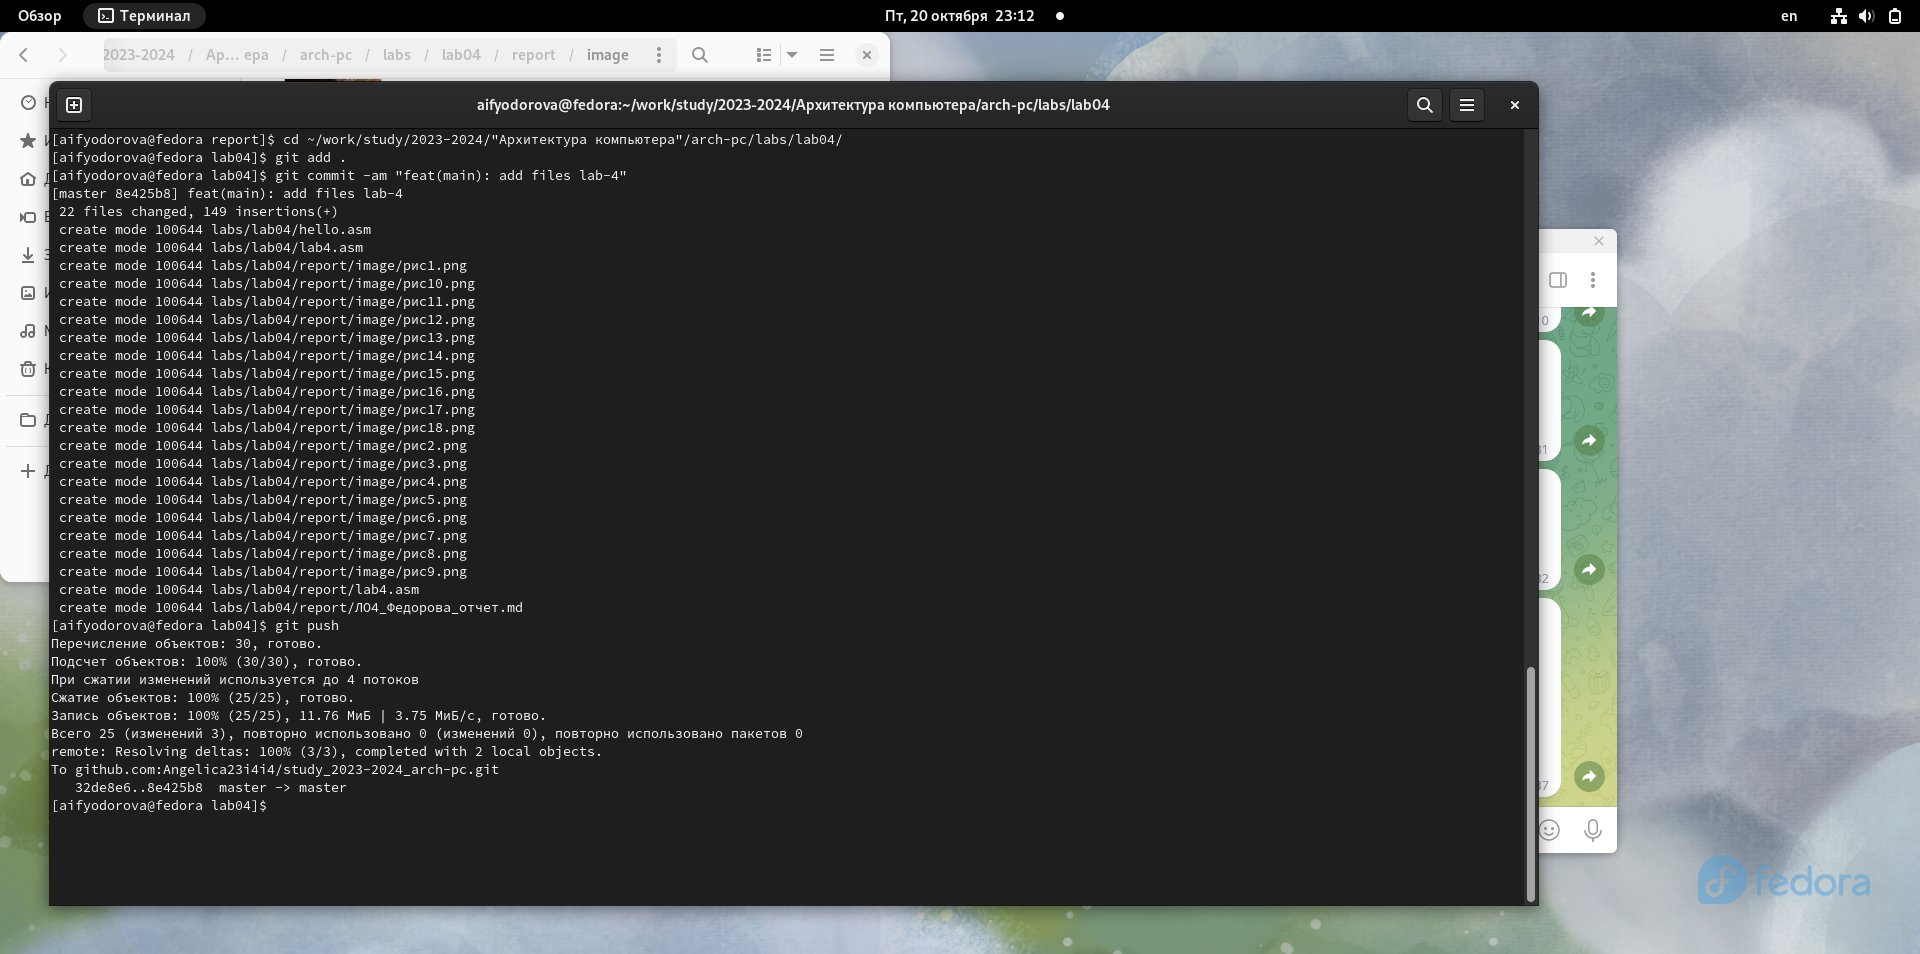 Обзор
Терминал
Пт, 20 октября 23:12
en
2023-2024 / Ap... epa / arch-pc / labs / lab04 / report / image
aifyodorova@fedora:~/work/study/2023-2024/Архитектура компьютера/arch-pc/labs/lab04
[aifyodorova@fedora report]$ cd ~/work/study/2023-2024/"Архитектура компьютера"/arch-pc/labs/lab04/
[aifyodorova@fedora lab04]$ git add .
[aifyodorova@fedora lab04]$ git commit -am "feat(main): add files lab-4"
[master 8e425b8] feat(main): add files lab-4
 22 files changed, 149 insertions(+)
 create mode 100644 labs/lab04/hello.asm
 create mode 100644 labs/lab04/lab4.asm
 create mode 100644 labs/lab04/report/image/рис1.png
 create mode 100644 labs/lab04/report/image/рис10.png
 create mode 100644 labs/lab04/report/image/рис11.png
 create mode 100644 labs/lab04/report/image/рис12.png
 create mode 100644 labs/lab04/report/image/рис13.png
 create mode 100644 labs/lab04/report/image/рис14.png
 create mode 100644 labs/lab04/report/image/рис15.png
 create mode 100644 labs/lab04/report/image/рис16.png
 create mode 100644 labs/lab04/report/image/рис17.png
 create mode 100644 labs/lab04/report/image/рис18.png
 create mode 100644 labs/lab04/report/image/рис2.png
 create mode 100644 labs/lab04/report/image/рис3.png
 create mode 100644 labs/lab04/report/image/рис4.png
 create mode 100644 labs/lab04/report/image/рис5.png
 create mode 100644 labs/lab04/report/image/рис6.png
 create mode 100644 labs/lab04/report/image/рис7.png
 create mode 100644 labs/lab04/report/image/рис8.png
 create mode 100644 labs/lab04/report/image/рис9.png
 create mode 100644 labs/lab04/report/lab4.asm
 create mode 100644 labs/lab04/report/ЛО4_Федорова_отчет.md
[aifyodorova@fedora lab04]$ git push
Перечисление объектов: 30, готово.
Подсчет объектов: 100% (30/30), готово.
При сжатии изменений используется до 4 потоков
Сжатие объектов: 100% (25/25), готово.
Запись объектов: 100% (25/25), 11.76 МиБ | 3.75 МиБ/с, готово.
Всего 25 (изменений 3), повторно использовано 0 (изменений 0), повторно использовано пакетов 0
remote: Resolving deltas: 100% (3/3), completed with 2 local objects.
To github.com:Angelica23i4i4/study_2023-2024_arch-pc.git
   32de8e6..8e425b8  master -> master
[aifyodorova@fedora lab04]$
fedora